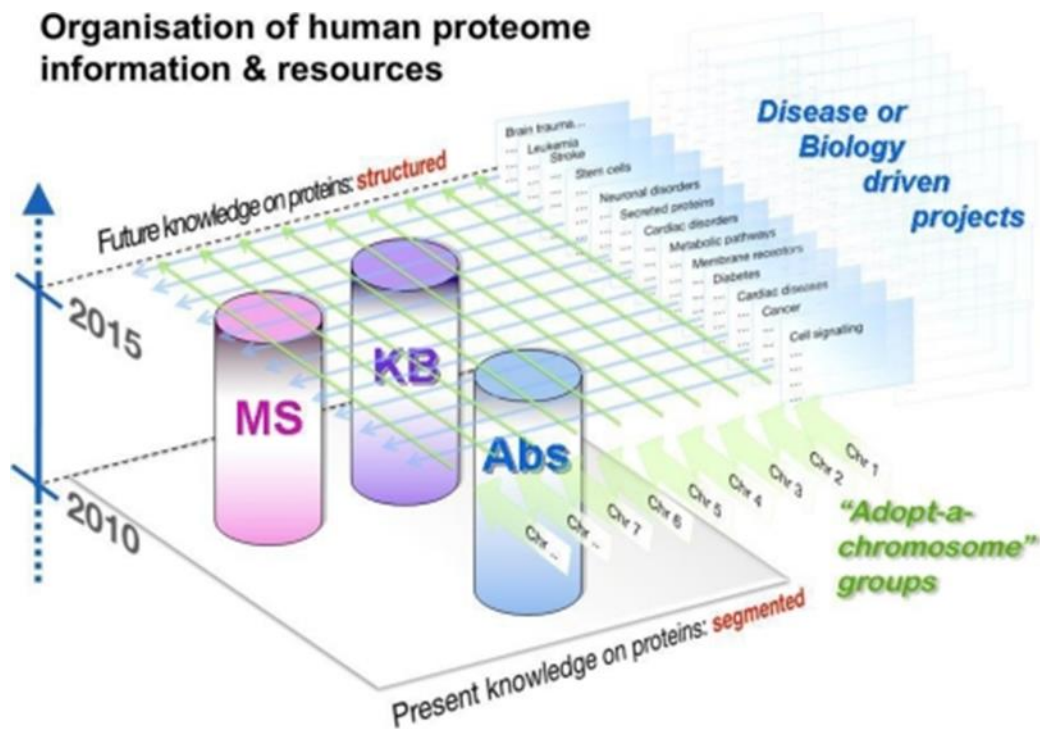 Organisation of human proteome
information & resources
Disease or
Biology
driven
projects
Brain trauma...
Leukemia
Stroke
Stem cells
Neuronal disorders
Secreted proteins
Cardiac disorders
Metabolic pathways
Membrane receptors
Diabetes
Cardiac diseases
Cancer
Cell signalling
Future knowledge on proteins: structured
2015
KB
MS
Abs
2010
Chr 1
Chr 2
Chr 3
Chr 4
Chr 5
Chr 6
Chr 7
Chr ..
Chr ..
“Adopt-a-
chromosome”
groups
Present knowledge on proteins: segmented